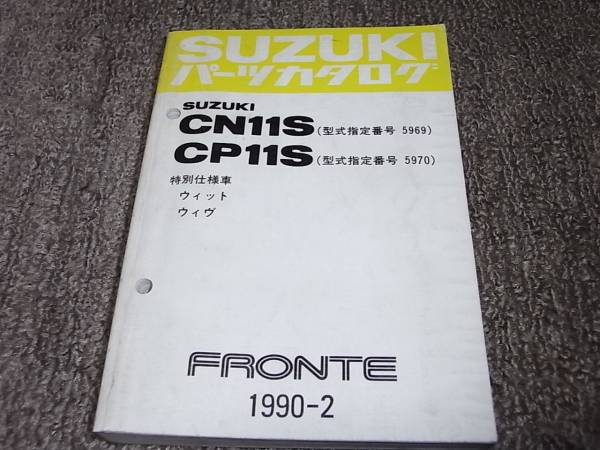 SUZUKI
パーツカタログ
SUZUKI
CN11S(型式指定番号 5969)
CP11S(型式指定番号 5970)
特別仕様車
ウィット
ウィヴ
FRONTE
1990-2